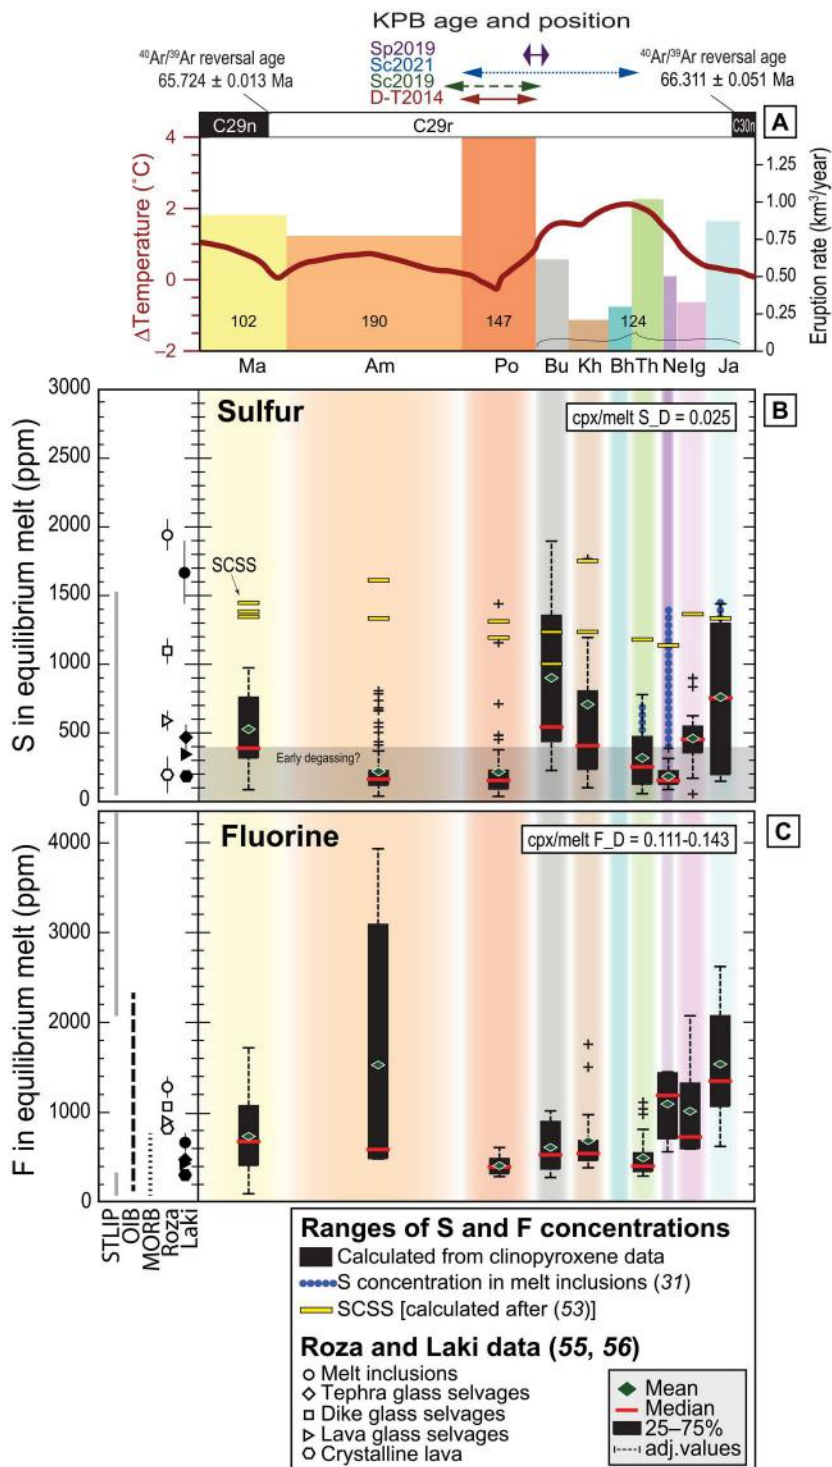 KPB age and position
Sp2019
Sc2021
Sc2019
D-T2014
⁴⁰Ar/³⁹Ar reversal age
65.724 ± 0.013 Ma
⁴⁰Ar/³⁹Ar reversal age
66.311 ± 0.051 Ma
C29n
C29r
C30n
A
ΔTemperature (˚C)
4
2
0
−2
1.25
1.00
0.75
0.50
0.25
0
Eruption rate (km³/year)
102
190
147
124
Ma
Am
Po
Bu
Kh
Bh
Th
Ne
Ig
Ja
B
Sulfur
cpx/melt S_D = 0.025
S in equilibrium melt (ppm)
3000
2500
2000
1500
1000
500
0
SCSS
Early degassing?
C
Fluorine
cpx/melt F_D = 0.111-0.143
F in equilibrium melt (ppm)
4000
3000
2000
1000
0
STLIP
OIB
MORB
Roza
Laki
Ranges of S and F concentrations
Calculated from clinopyroxene data
S concentration in melt inclusions (31)
SCSS [calculated after (53)]
Roza and Laki data (55, 56)
Melt inclusions
Tephra glass selvages
Dike glass selvages
Lava glass selvages
Crystalline lava
Mean
Median
25–75%
adj.values